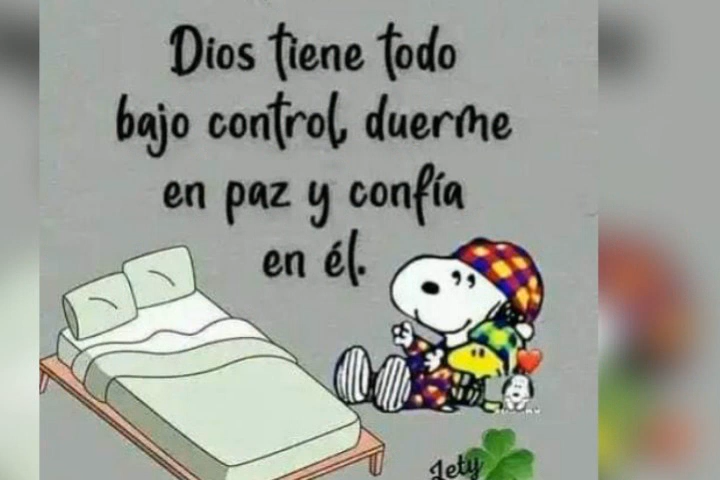 Dios tiene todo
bajo control, duerme
en paz y confía
en él.
Lety